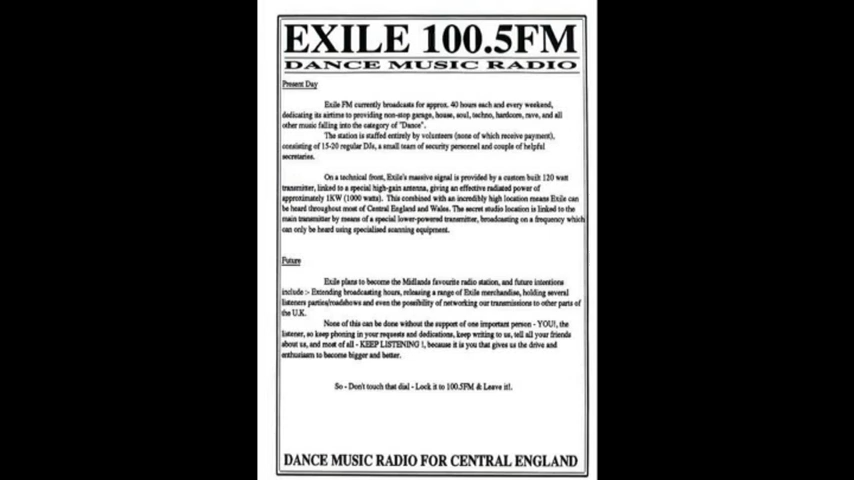 EXILE 100.5FM
DANCE MUSIC RADIO
Present Day
Exile FM currently broadcasts for approx. 40 hours each and every weekend,
dedicating its airtime to providing non-stop garage, house, soul, techno, hardcore, rave, and all
other music falling into the category of "Dance".
The station is staffed entirely by volunteers (none of which receive payment),
consisting of 15-20 regular DJs, a small team of security personnel and couple of helpful
secretaries.
On a technical front, Exile's massive signal is provided by a custom built 120 watt
transmitter, linked to a special high-gain antenna, giving an effective radiated power of
approximately 1KW (1000 watts). This combined with an incredibly high location means Exile can
be heard throughout most of Central England and Wales. The secret studio location is linked to the
main transmitter by means of a special lower-powered transmitter, broadcasting on a frequency which
can only be heard using specialised scanning equipment.
Future
Exile plans to become the Midlands favourite radio station, and future intentions
include :- Extending broadcasting hours, releasing a range of Exile merchandise, holding several
listeners parties/roadshows and even the possibility of networking our transmissions to other parts of
the U.K.
None of this can be done without the support of one important person - YOU!, the
listener, so keep phoning in your requests and dedications, keep writing to us, tell all your friends
about us, and most of all - KEEP LISTENING !, because it is you that gives us the drive and
enthusiasm to become bigger and better.
So - Don't touch that dial - Lock it to 100.5FM & Leave it!.
DANCE MUSIC RADIO FOR CENTRAL ENGLAND